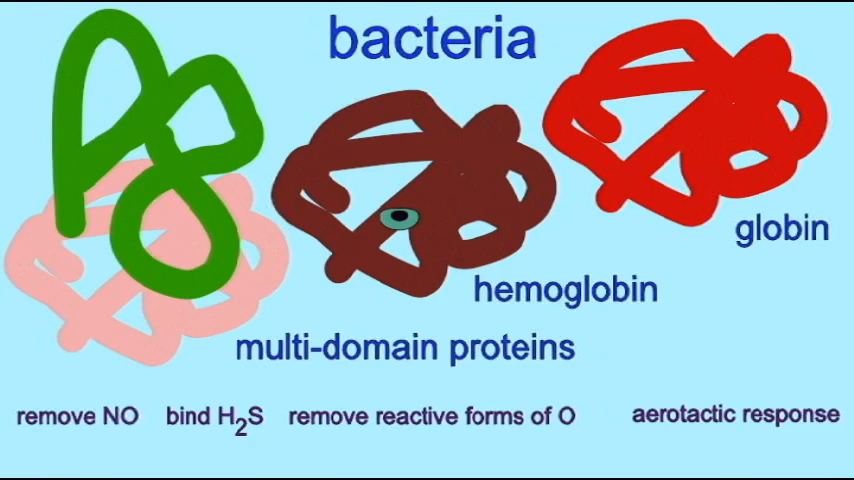 bacteria
globin
hemoglobin
multi-domain proteins
remove NO bind H₂S remove reactive forms of O aerotactic response